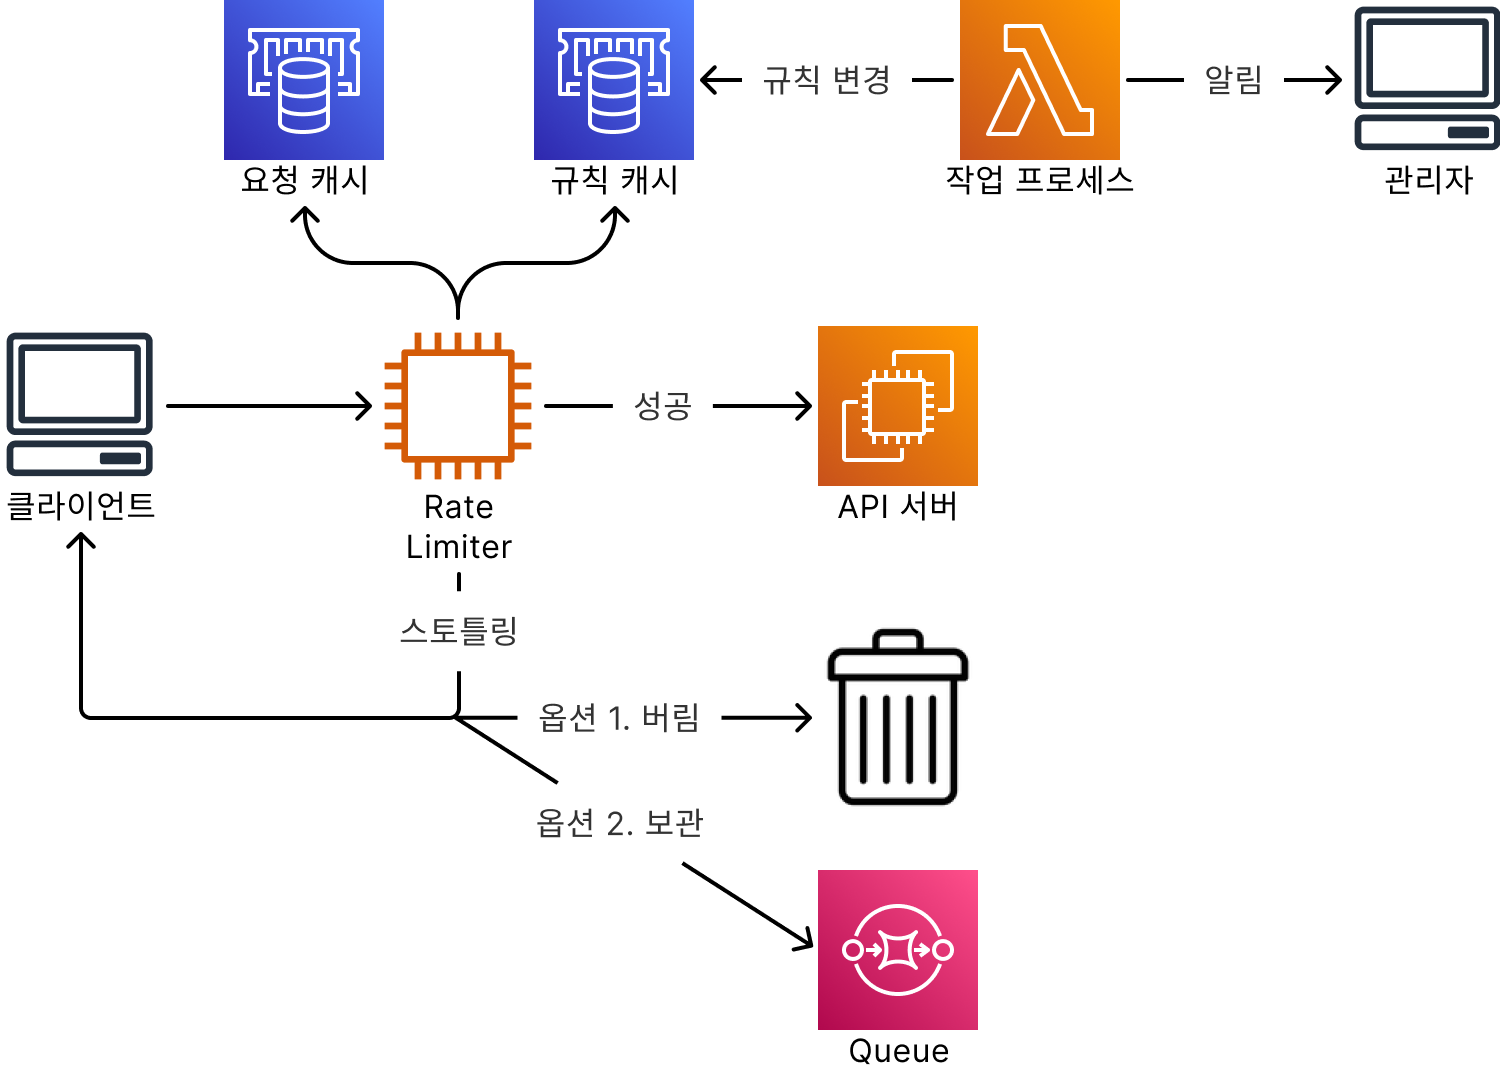 규칙 변경
알림
요청 캐시
규칙 캐시
작업 프로세스
관리자
성공
클라이언트
Rate
Limiter
API 서버
스토틀링
옵션 1. 버림
옵션 2. 보관
Queue